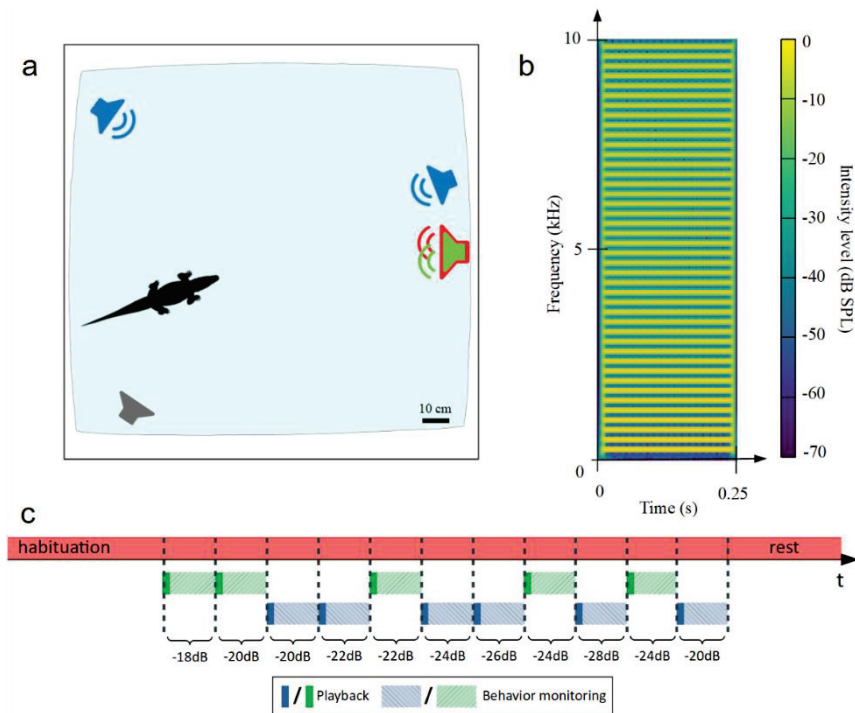 a
10 cm
b
10
5
0
Frequency (kHz)
0
0.25
Time (s)
0
-10
-20
-30
-40
-50
-60
-70
Intensity level (dB SPL)
c
habituation
rest
t
-18dB
-20dB
-20dB
-22dB
-22dB
-24dB
-26dB
-24dB
-28dB
-24dB
-20dB
/ Playback
/ Behavior monitoring